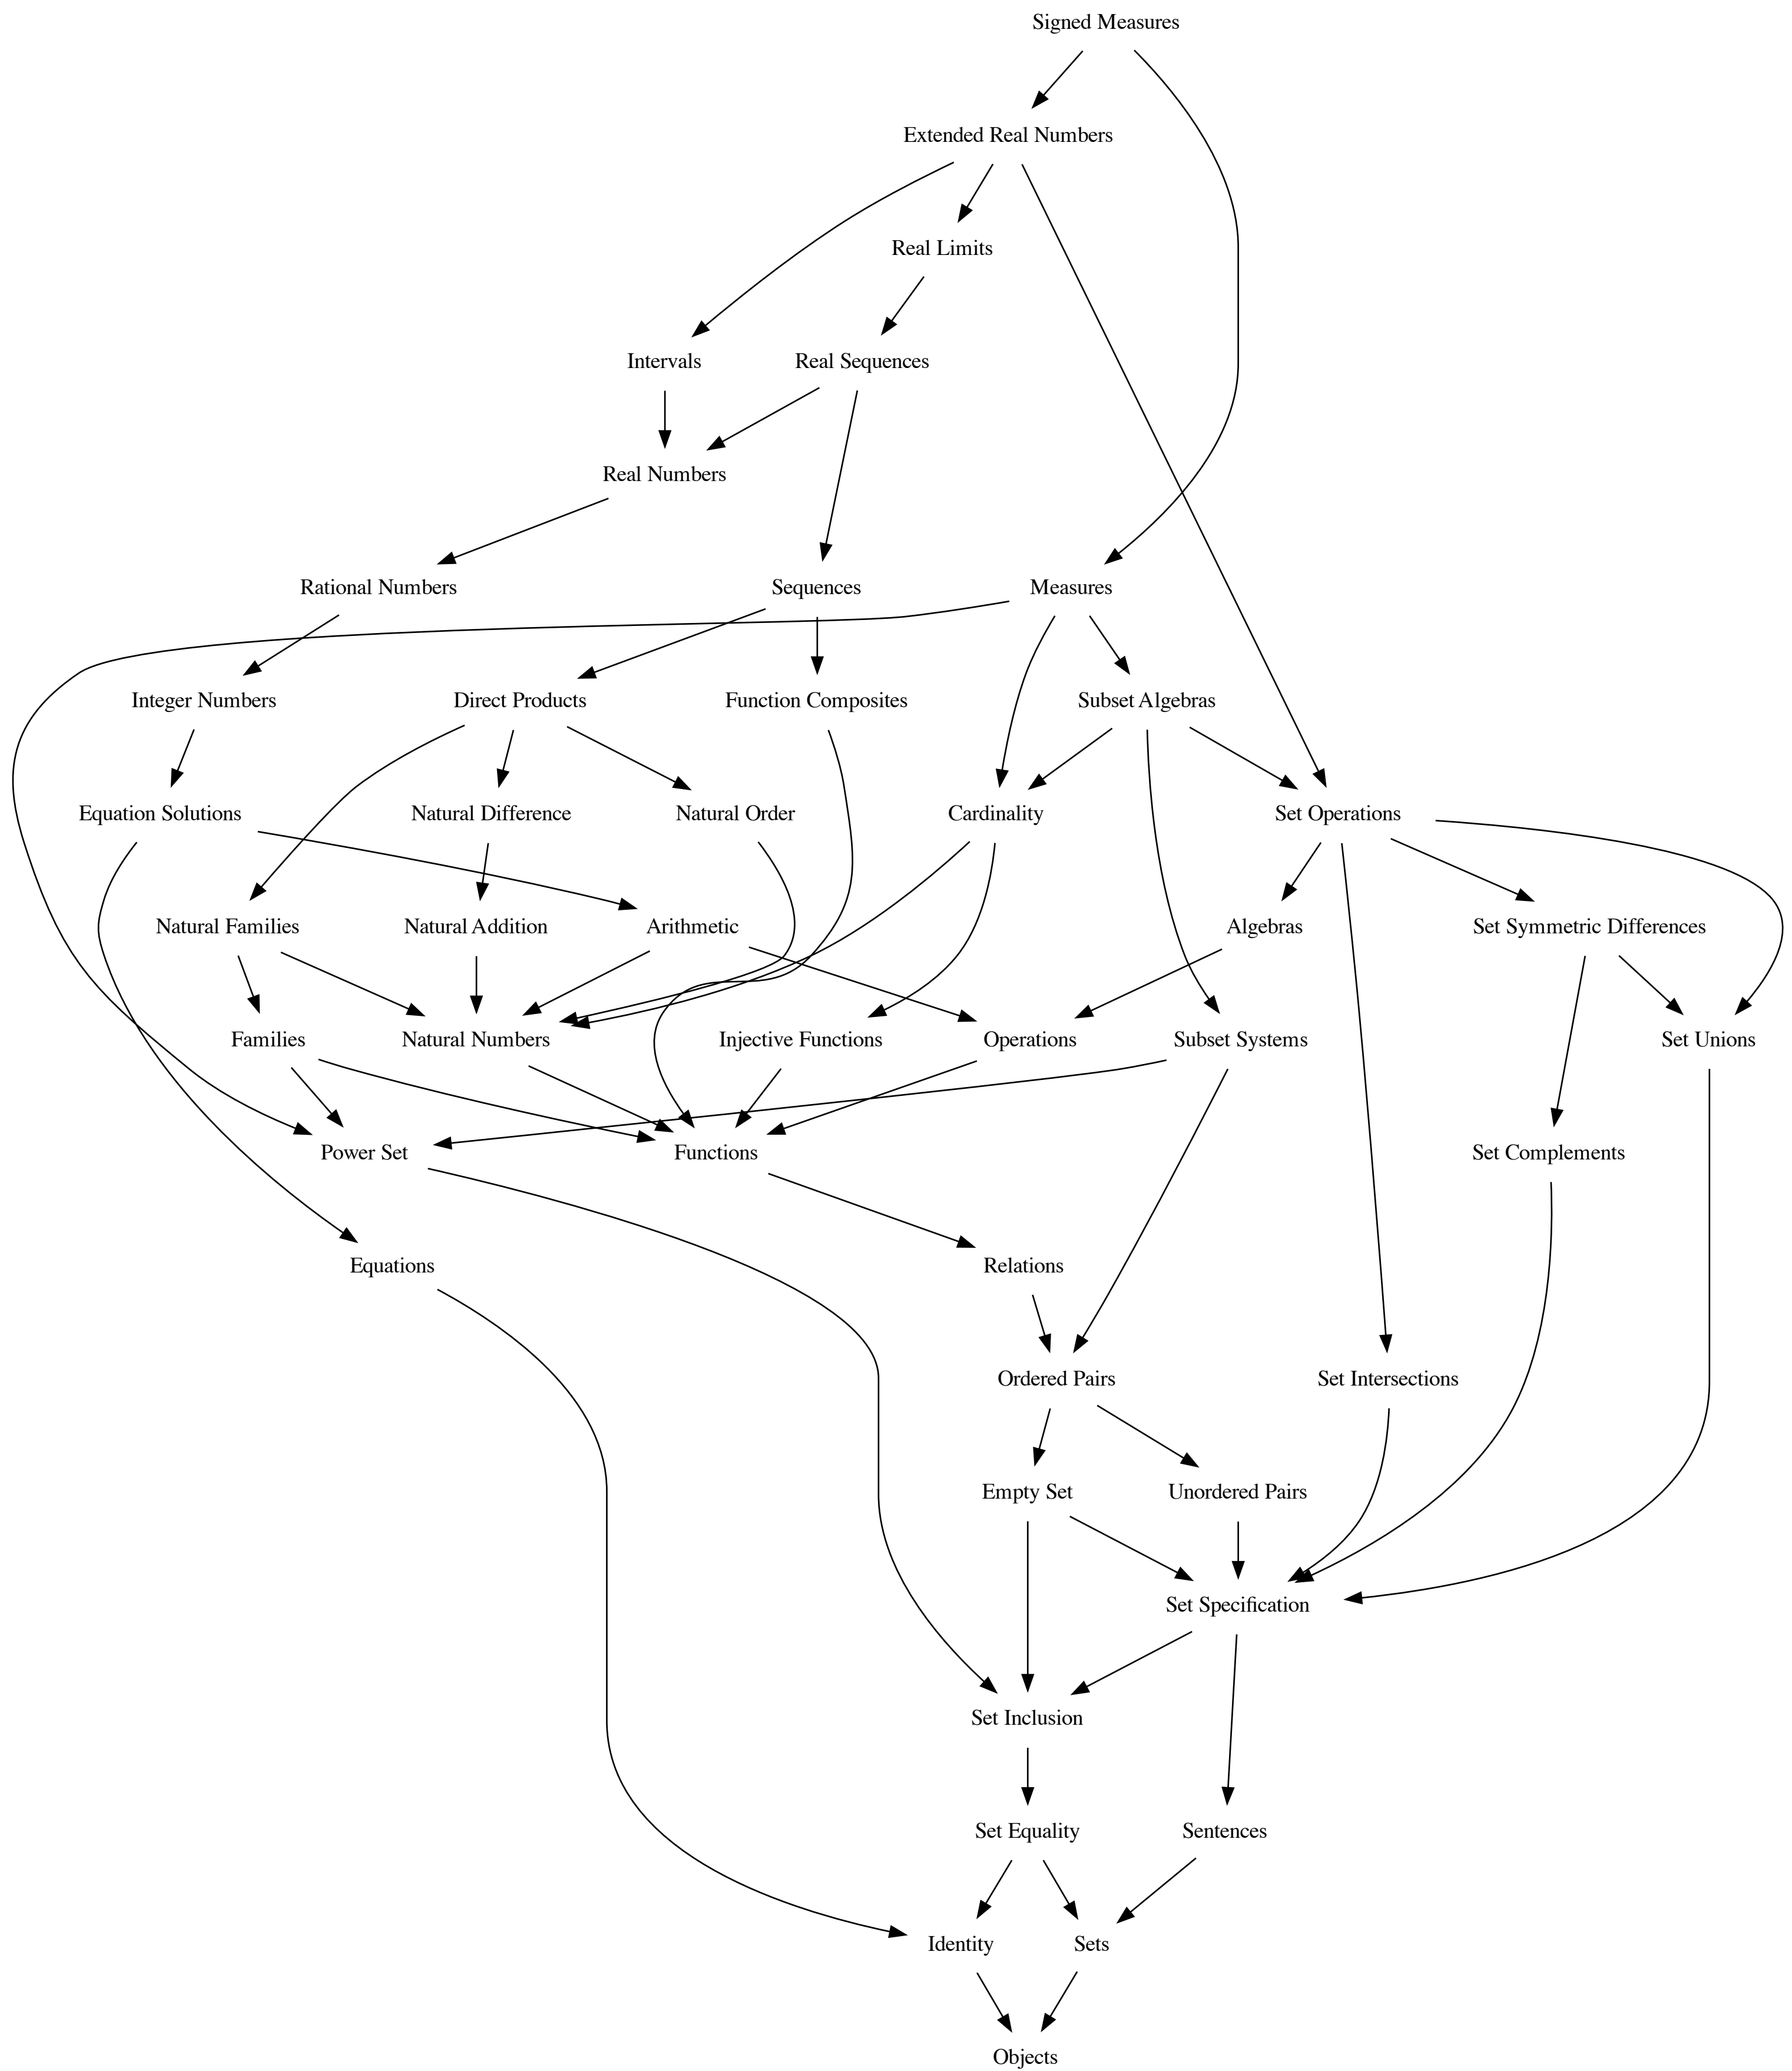 Signed Measures
Extended Real Numbers
Real Limits
Intervals
Real Sequences
Real Numbers
Rational Numbers
Sequences
Measures
Integer Numbers
Direct Products
Function Composites
Subset Algebras
Equation Solutions
Natural Difference
Natural Order
Cardinality
Set Operations
Natural Families
Natural Addition
Arithmetic
Algebras
Set Symmetric Differences
Families
Natural Numbers
Injective Functions
Operations
Subset Systems
Set Unions
Power Set
Functions
Set Complements
Equations
Relations
Ordered Pairs
Set Intersections
Empty Set
Unordered Pairs
Set Specification
Set Inclusion
Set Equality
Sentences
Identity
Sets
Objects